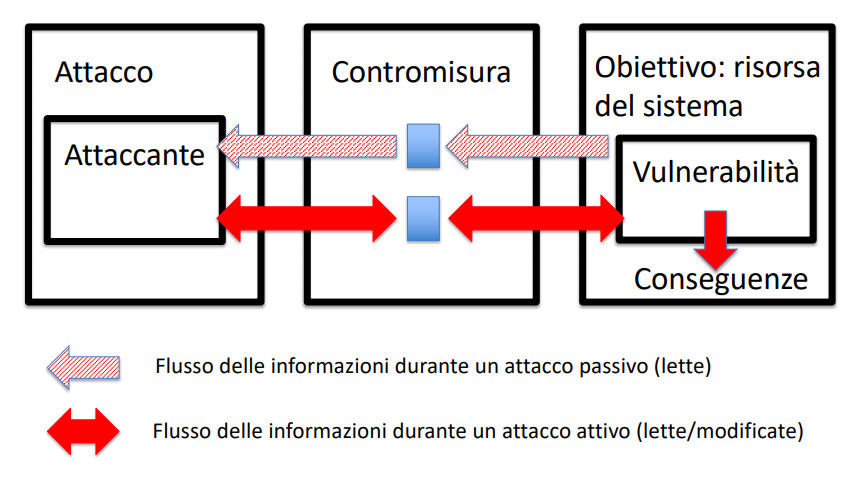 Attacco
Attaccante
Contromisura
Obiettivo: risorsa
del sistema
Vulnerabilità
Conseguenze
Flusso delle informazioni durante un attacco passivo (lette)
Flusso delle informazioni durante un attacco attivo (lette/modificate)